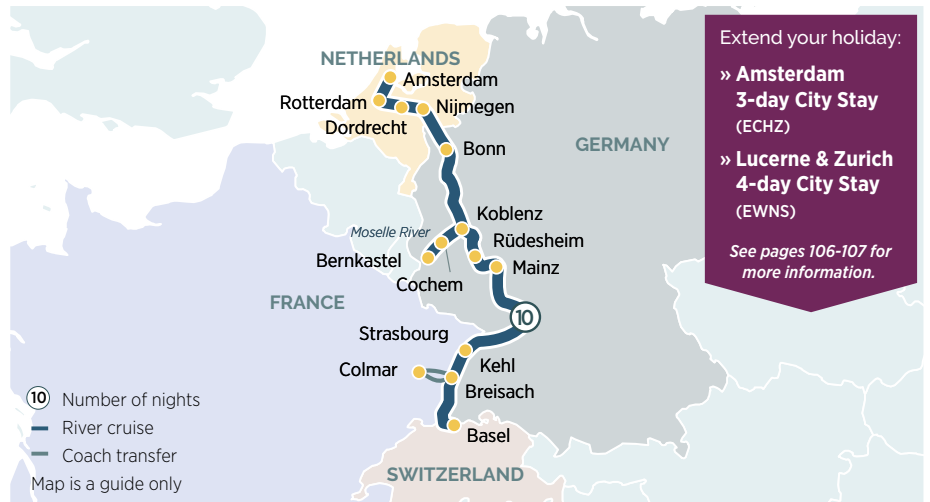 NETHERLANDS
Amsterdam
Rotterdam
Nijmegen
Dordrecht
Bonn
GERMANY
Koblenz
Moselle River
Rüdesheim
Bernkastel
Mainz
Cochem
FRANCE
10
Strasbourg
Kehl
Colmar
Breisach
Basel
SWITZERLAND
10 Number of nights
River cruise
Coach transfer
Map is a guide only
Extend your holiday:
» Amsterdam
3-day City Stay
(ECHZ)
» Lucerne & Zurich
4-day City Stay
(EWNS)
See pages 106-107 for
more information.